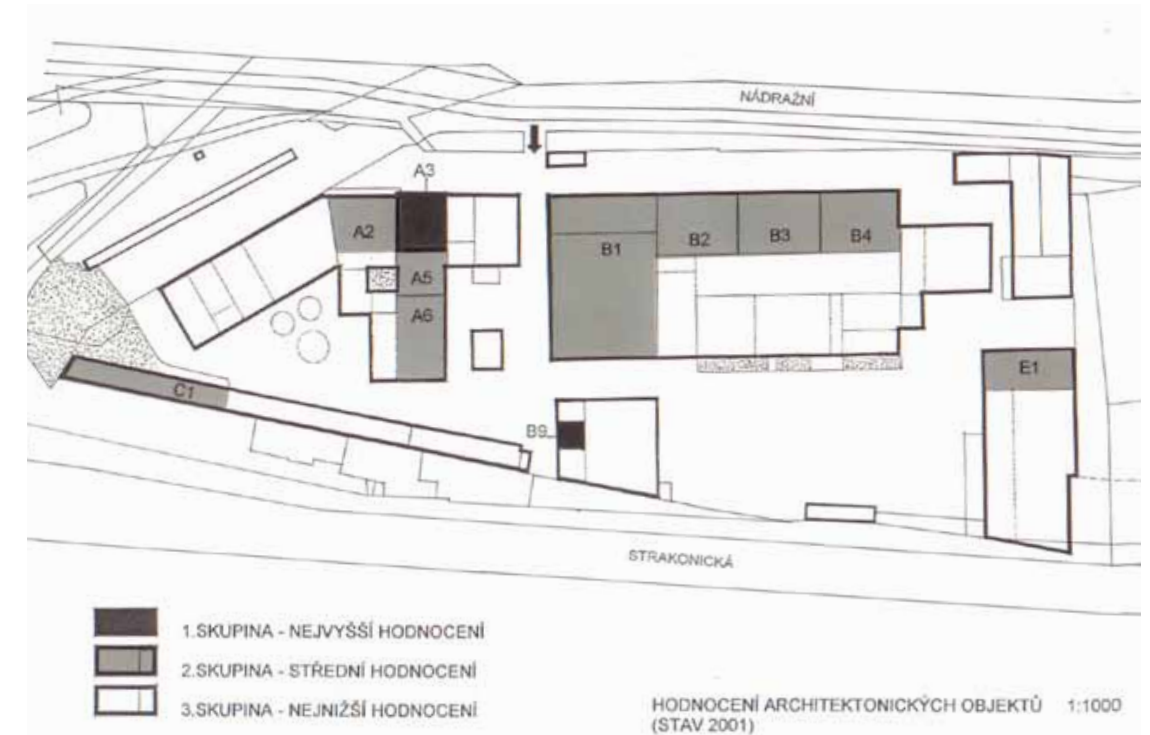 NÁDRAŽNÍ
A3
A2
A5
A6
B1
B2
B3
B4
C1
B9
E1
STRAKONICKÁ
1.SKUPINA - NEJVYŠŠÍ HODNOCENÍ
2.SKUPINA - STŘEDNÍ HODNOCENÍ
3.SKUPINA - NEJNIŽŠÍ HODNOCENÍ
HODNOCENÍ ARCHITEKTONICKÝCH OBJEKTŮ 1:1000
(STAV 2001)